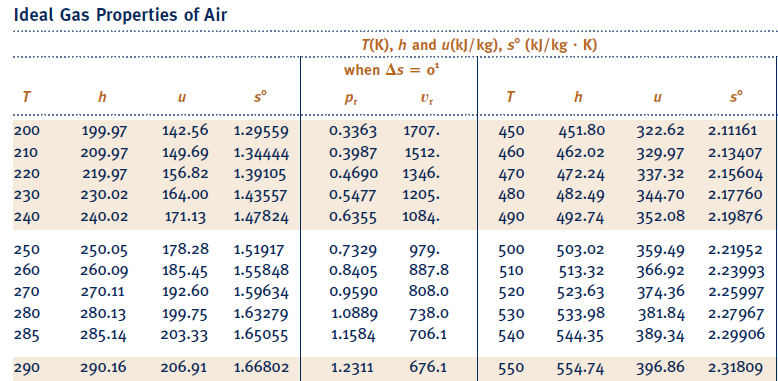 Ideal Gas Properties of Air
T(K), h and u(kJ/kg), s° (kJ/kg · K)
when Δs = 0¹
T h u s° pᵣ vᵣ T h u s°
200 199.97 142.56 1.29559 0.3363 1707. 450 451.80 322.62 2.11161
210 209.97 149.69 1.34444 0.3987 1512. 460 462.02 329.97 2.13407
220 219.97 156.82 1.39105 0.4690 1346. 470 472.24 337.32 2.15604
230 230.02 164.00 1.43557 0.5477 1205. 480 482.49 344.70 2.17760
240 240.02 171.13 1.47824 0.6355 1084. 490 492.74 352.08 2.19876
250 250.05 178.28 1.51917 0.7329 979. 500 503.02 359.49 2.21952
260 260.09 185.45 1.55848 0.8405 887.8 510 513.32 366.92 2.23993
270 270.11 192.60 1.59634 0.9590 808.0 520 523.63 374.36 2.25997
280 280.13 199.75 1.63279 1.0889 738.0 530 533.98 381.84 2.27967
285 285.14 203.33 1.65055 1.1584 706.1 540 544.35 389.34 2.29906
290 290.16 206.91 1.66802 1.2311 676.1 550 554.74 396.86 2.31809